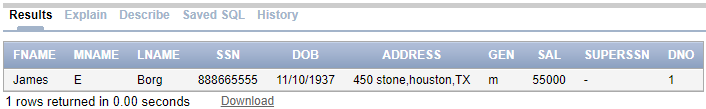 Results Explain Describe Saved SQL History
FNAME MNAME LNAME SSN DOB ADDRESS GEN SAL SUPERSSN DNO
James E Borg 888665555 11/10/1937 450 stone,houston,TX m 55000 - 1
1 rows returned in 0.00 seconds Download